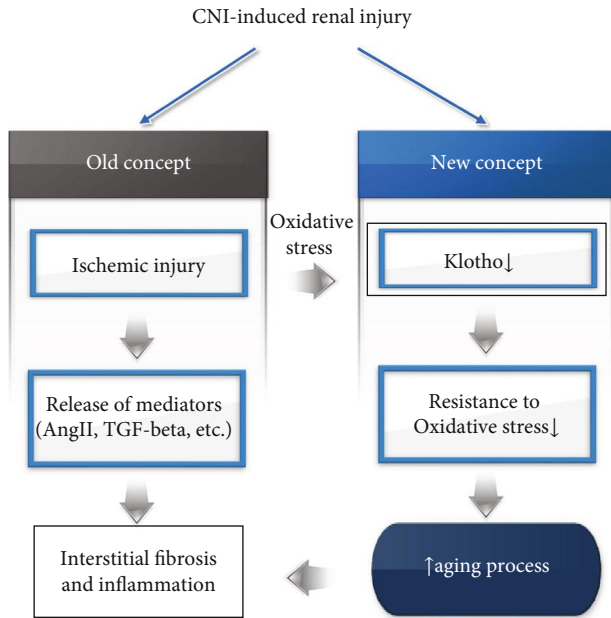 CNI-induced renal injury
Old concept
New concept
Oxidative
stress
Ischemic injury
Klotho↓
Release of mediators
(AngII, TGF-beta, etc.)
Resistance to
Oxidative stress↓
Interstitial fibrosis
and inflammation
↑aging process